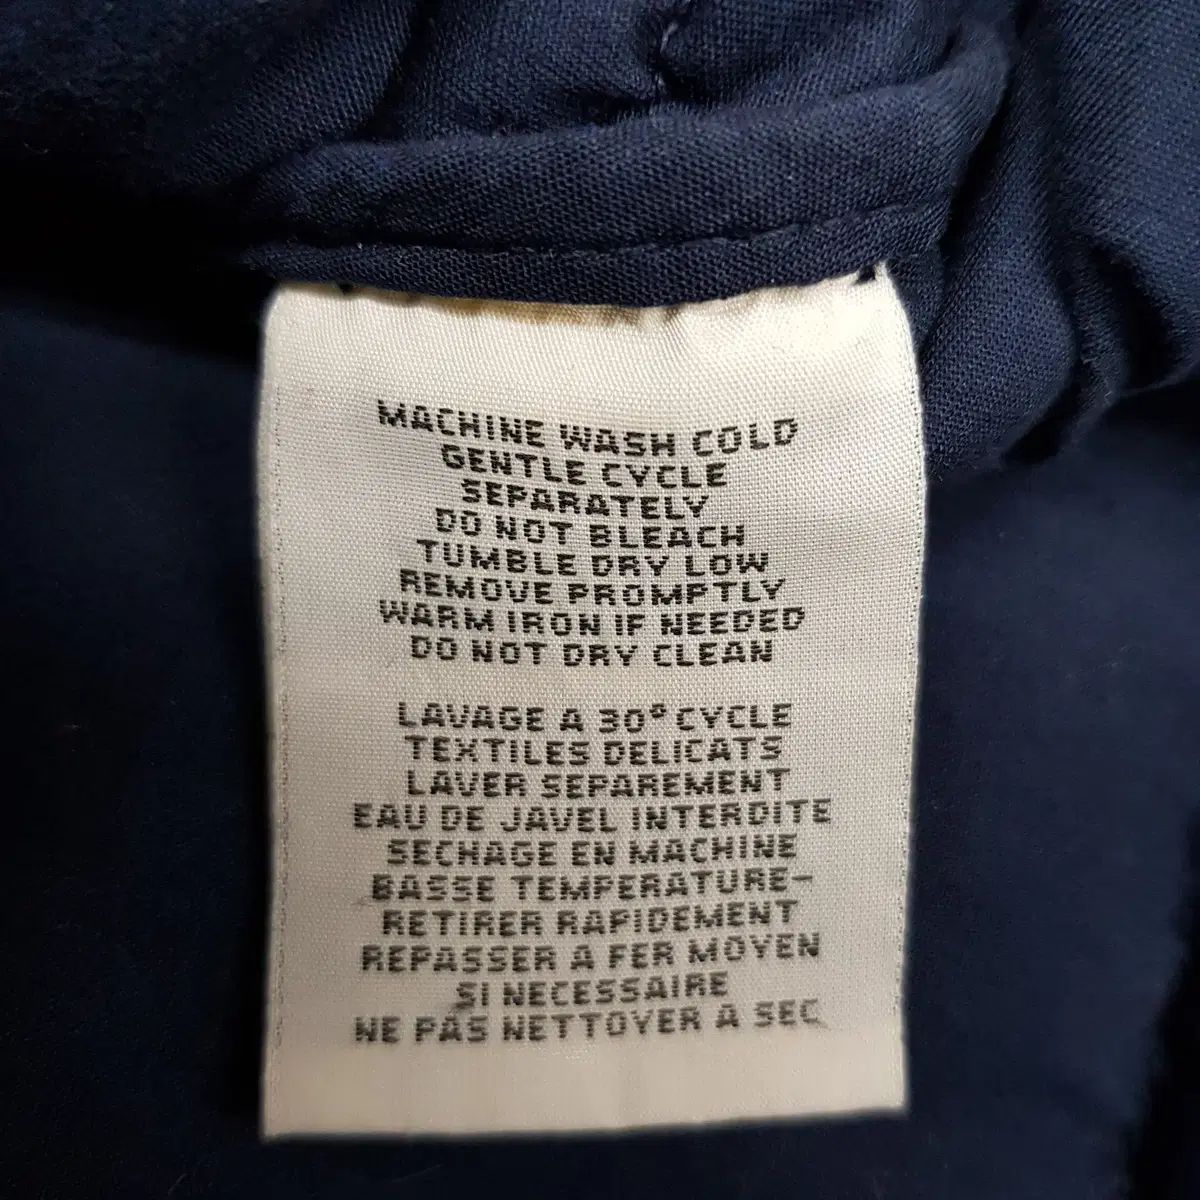 MACHINE WASH COLD
GENTLE CYCLE
SEPARATELY
DO NOT BLEACH
TUMBLE DRY LOW
REMOVE PROMPTLY
WARM IRON IF NEEDED
DO NOT DRY CLEAN
LAVAGE A 30° CYCLE
TEXTILES DELICATS
LAVER SEPAREMENT
EAU DE JAVEL INTERDITE
SECHAGE EN MACHINE
BASSE TEMPERATURE-
RETIRER RAPIDEMENT
REPASSER A FER MOYEN
SI NECESSAIRE
NE PAS NETTOYER A SEC